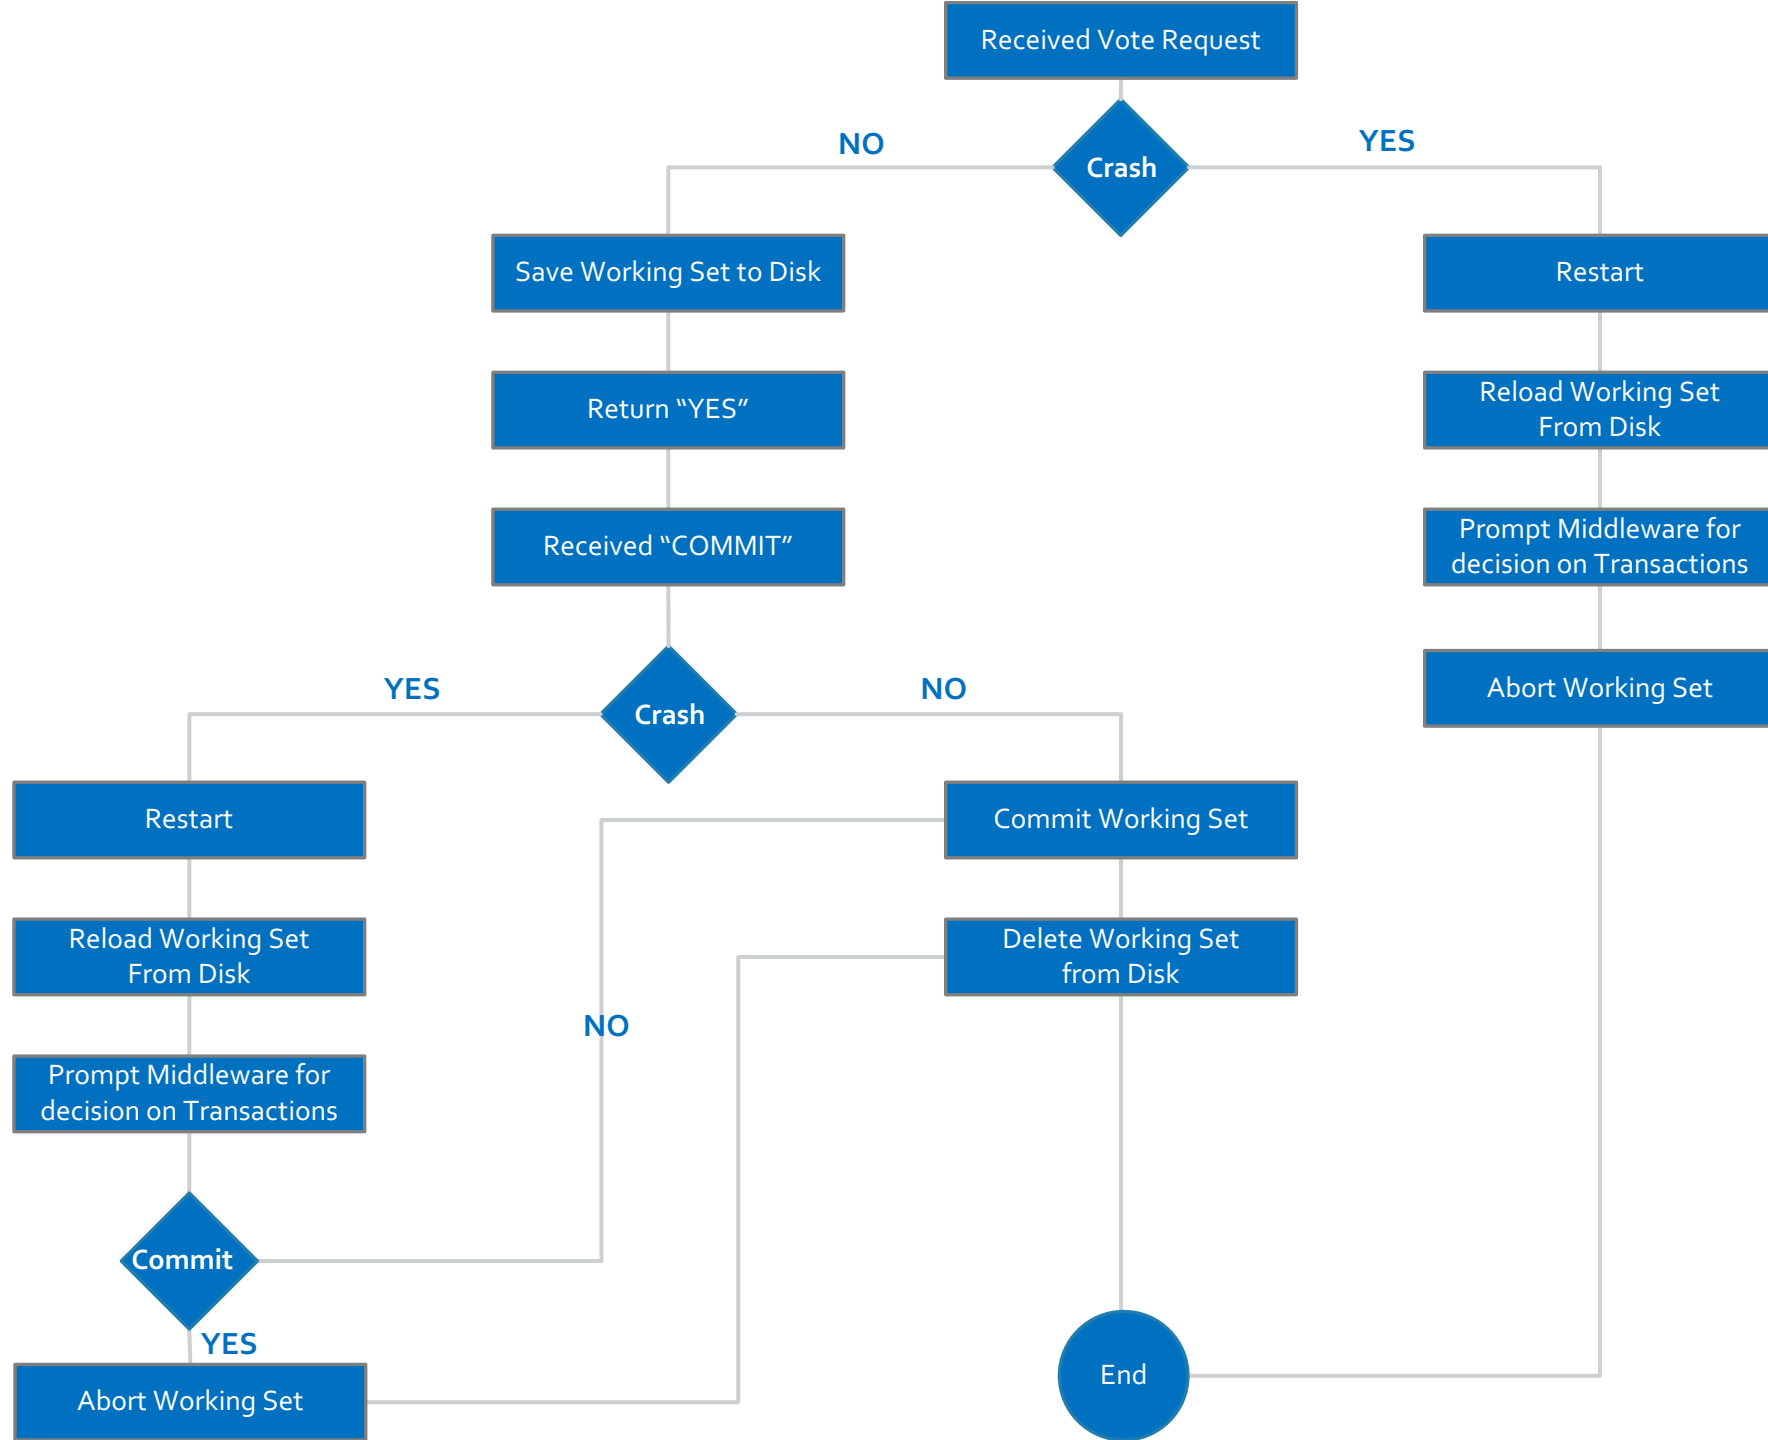 Received Vote Request
NO
YES
Crash
Save Working Set to Disk
Restart
Return “YES”
Reload Working Set
From Disk
Received “COMMIT”
Prompt Middleware for
decision on Transactions
YES
NO
Crash
Abort Working Set
Restart
Commit Working Set
Reload Working Set
From Disk
Delete Working Set
from Disk
NO
Prompt Middleware for
decision on Transactions
Commit
YES
Abort Working Set
End